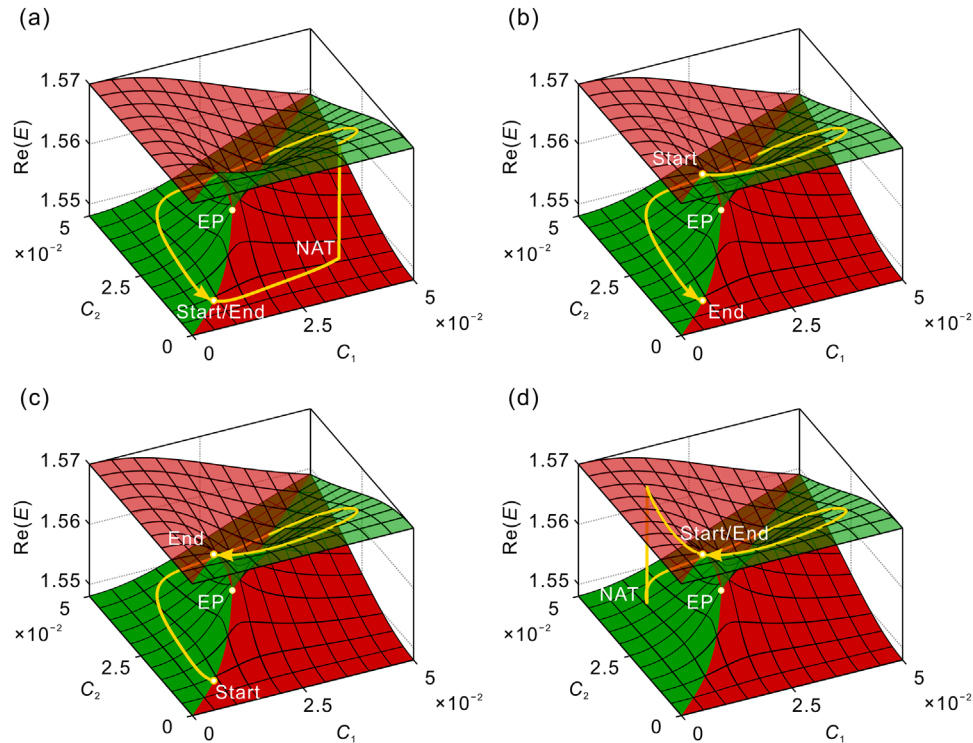 (a)
1.57
1.56
1.55
Re(E)
5
×10⁻²
2.5
C₂
0
EP
NAT
Start/End
0
2.5
C₁
5
×10⁻²
(b)
1.57
1.56
1.55
Re(E)
5
×10⁻²
2.5
C₂
0
Start
EP
End
0
2.5
C₁
5
×10⁻²
(c)
1.57
1.56
1.55
Re(E)
5
×10⁻²
2.5
C₂
0
End
EP
Start
0
2.5
C₁
5
×10⁻²
(d)
1.57
1.56
1.55
Re(E)
5
×10⁻²
2.5
C₂
0
Start/End
NAT
EP
0
2.5
C₁
5
×10⁻²